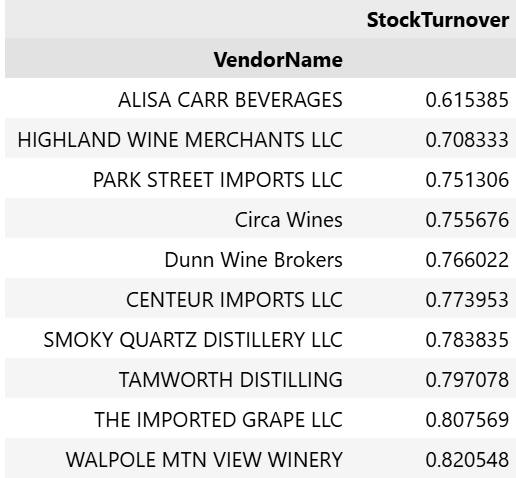 StockTurnover
VendorName
ALISA CARR BEVERAGES 0.615385
HIGHLAND WINE MERCHANTS LLC 0.708333
PARK STREET IMPORTS LLC 0.751306
Circa Wines 0.755676
Dunn Wine Brokers 0.766022
CENTEUR IMPORTS LLC 0.773953
SMOKY QUARTZ DISTILLERY LLC 0.783835
TAMWORTH DISTILLING 0.797078
THE IMPORTED GRAPE LLC 0.807569
WALPOLE MTN VIEW WINERY 0.820548